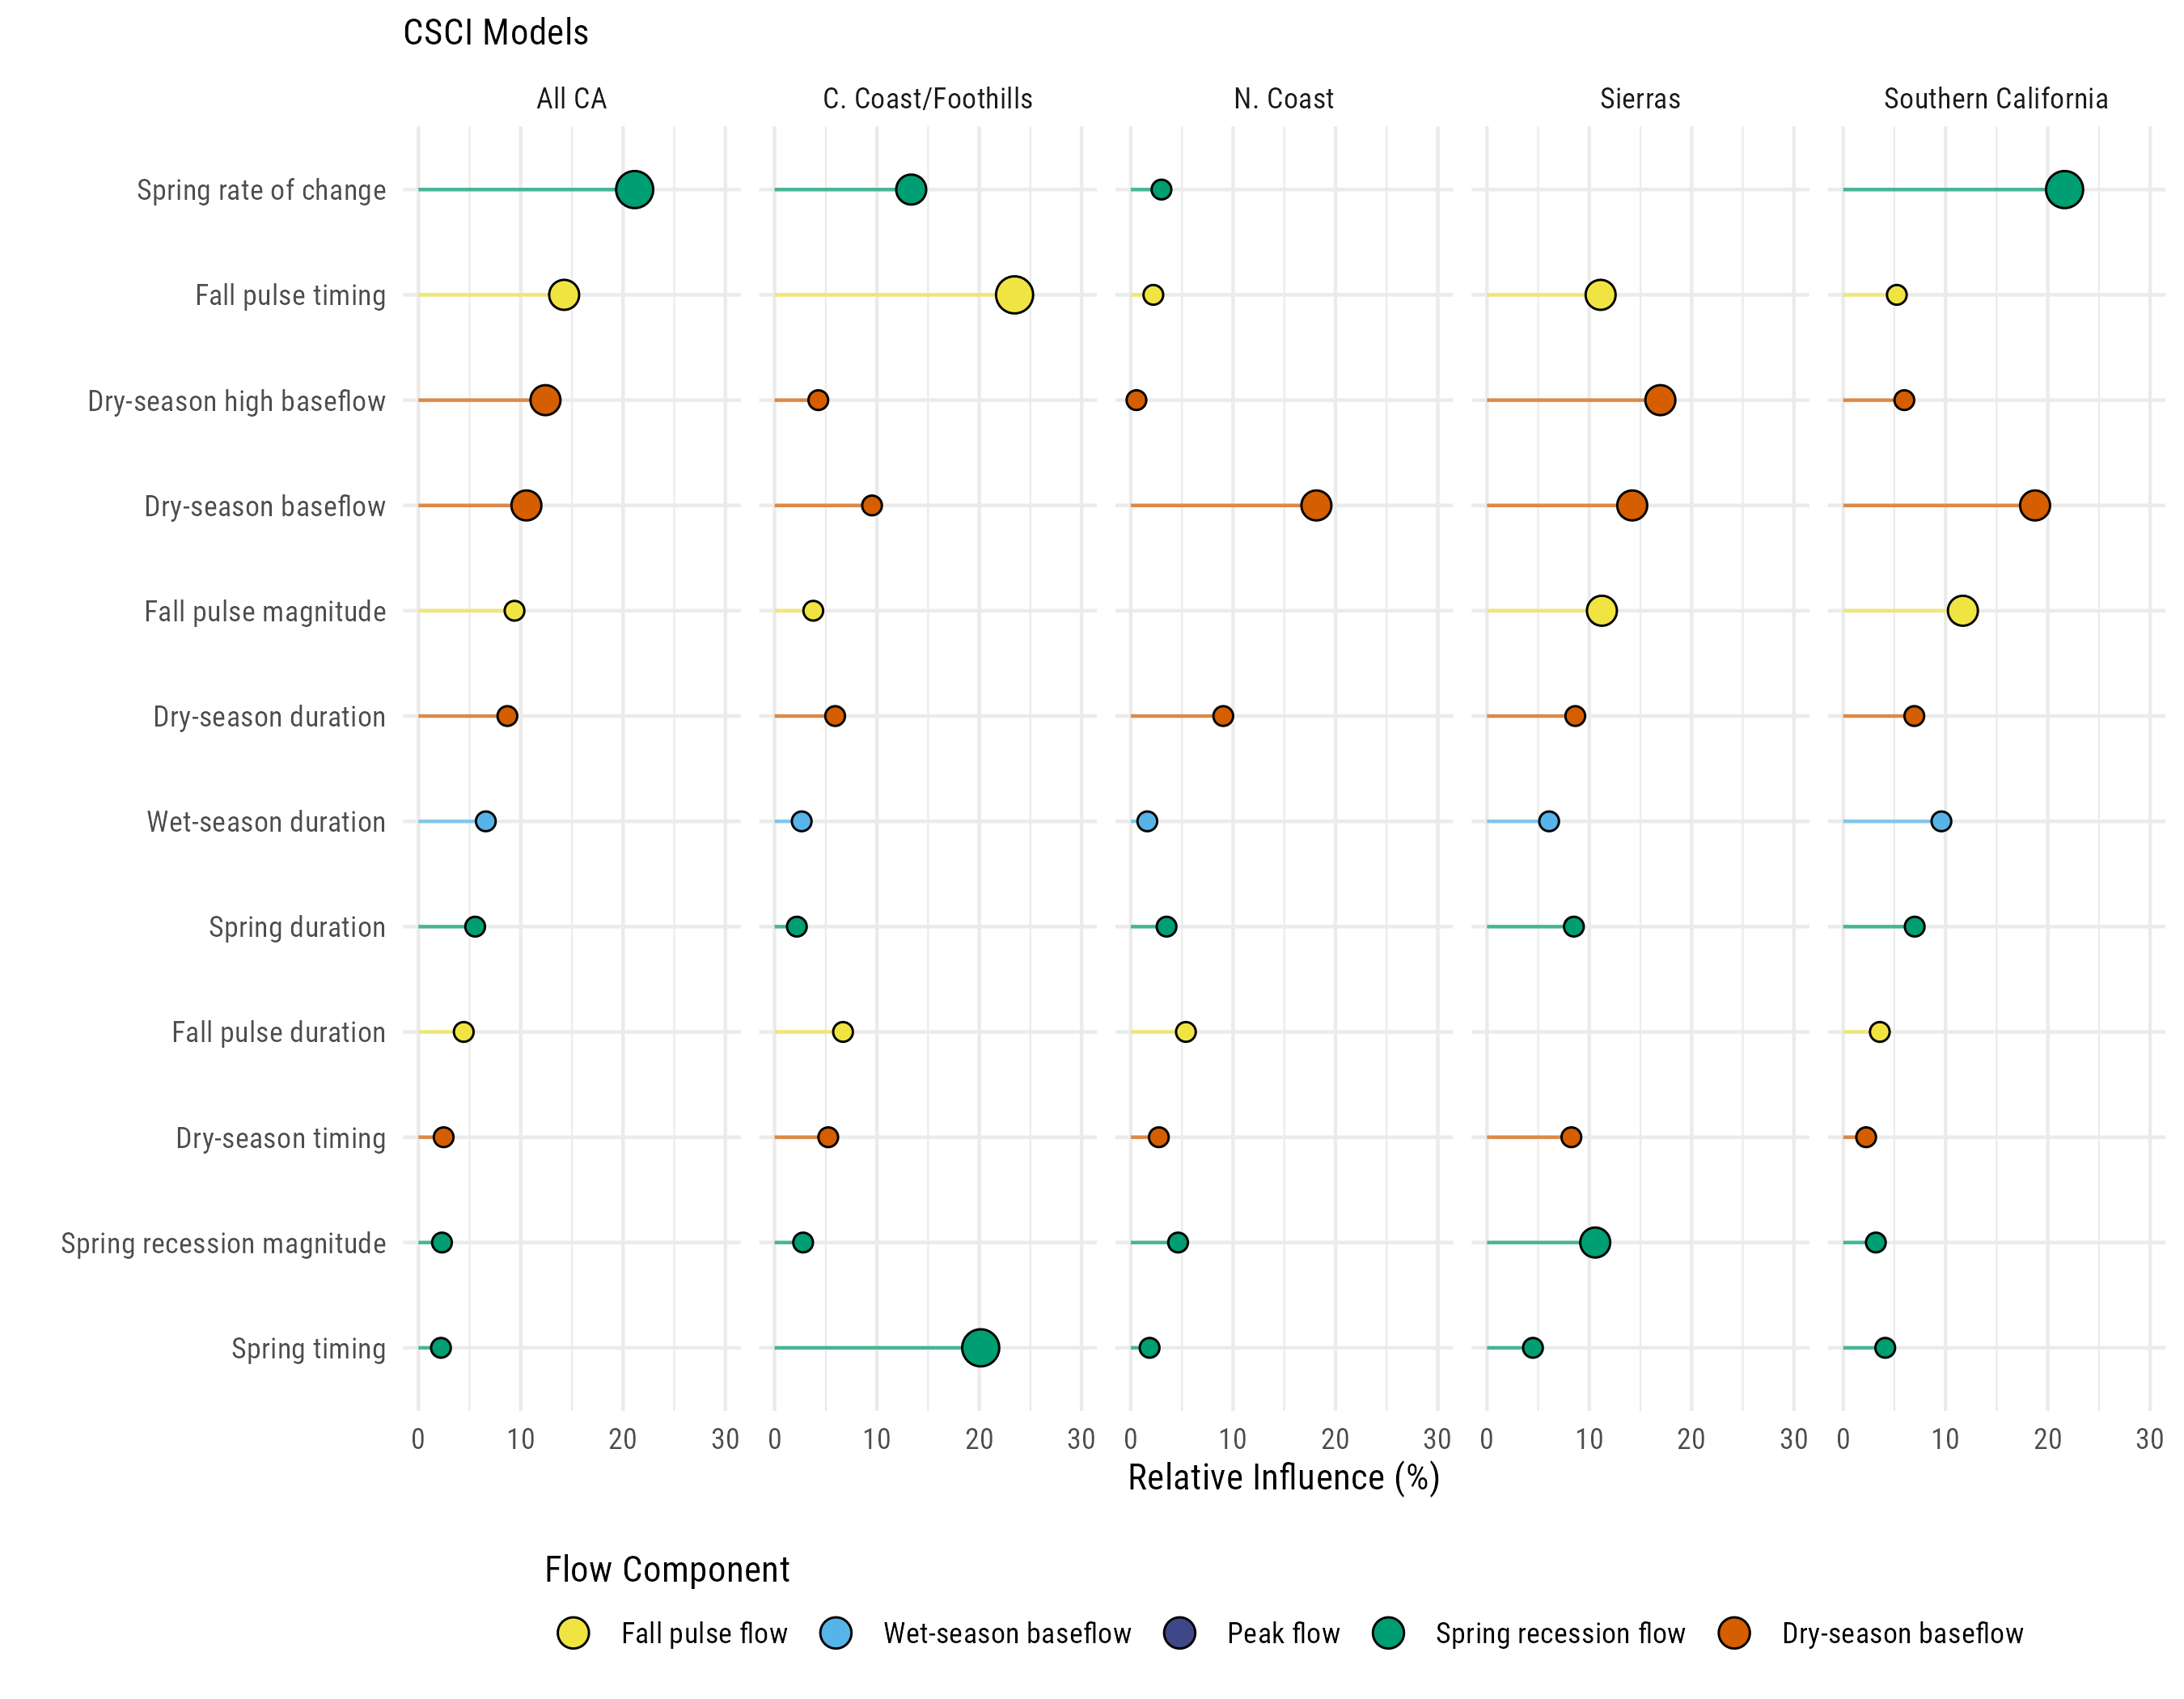 CSCI Models
All CA
C. Coast/Foothills
N. Coast
Sierras
Southern California
Spring rate of change
Fall pulse timing
Dry-season high baseflow
Dry-season baseflow
Fall pulse magnitude
Dry-season duration
Wet-season duration
Spring duration
Fall pulse duration
Dry-season timing
Spring recession magnitude
Spring timing
0 10 20 30 0 10 20 30 0 10 20 30 0 10 20 30 0 10 20 30
Relative Influence (%)
Flow Component
Fall pulse flow
Wet-season baseflow
Peak flow
Spring recession flow
Dry-season baseflow